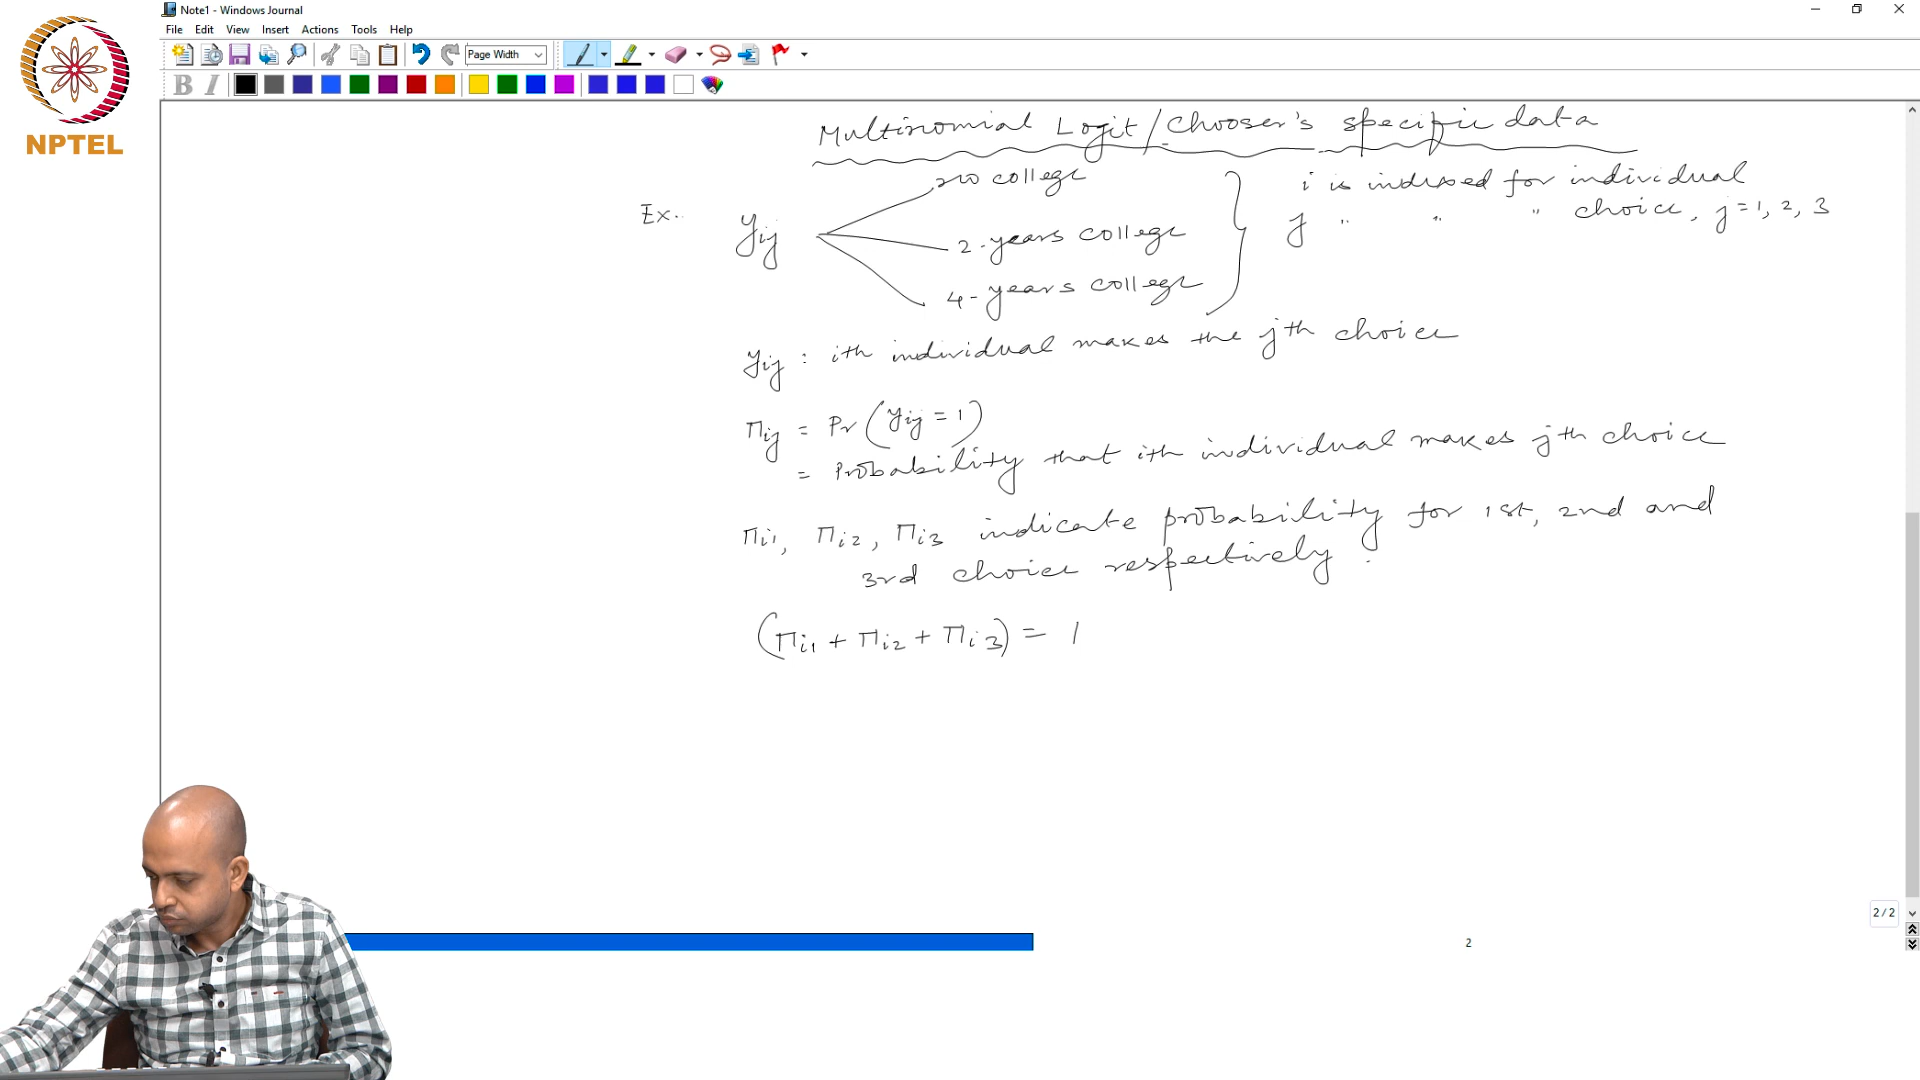 Note1 - Windows Journal
File Edit View Insert Actions Tools Help
Page Width
B I
NPTEL
Multinomial Logit/Chooser's specific data
Ex. yij
no college
2-years college
4-years college
i is indexed for individual
j " " " choice, j=1, 2, 3
yij : ith individual makes the jth choice
πij = Pr(yij = 1)
= Probability that ith individual makes jth choice
πi1, πi2, πi3 indicate probability for 1st, 2nd and
3rd choice respectively.
(πi1 + πi2 + πi3) = 1
2/2
2